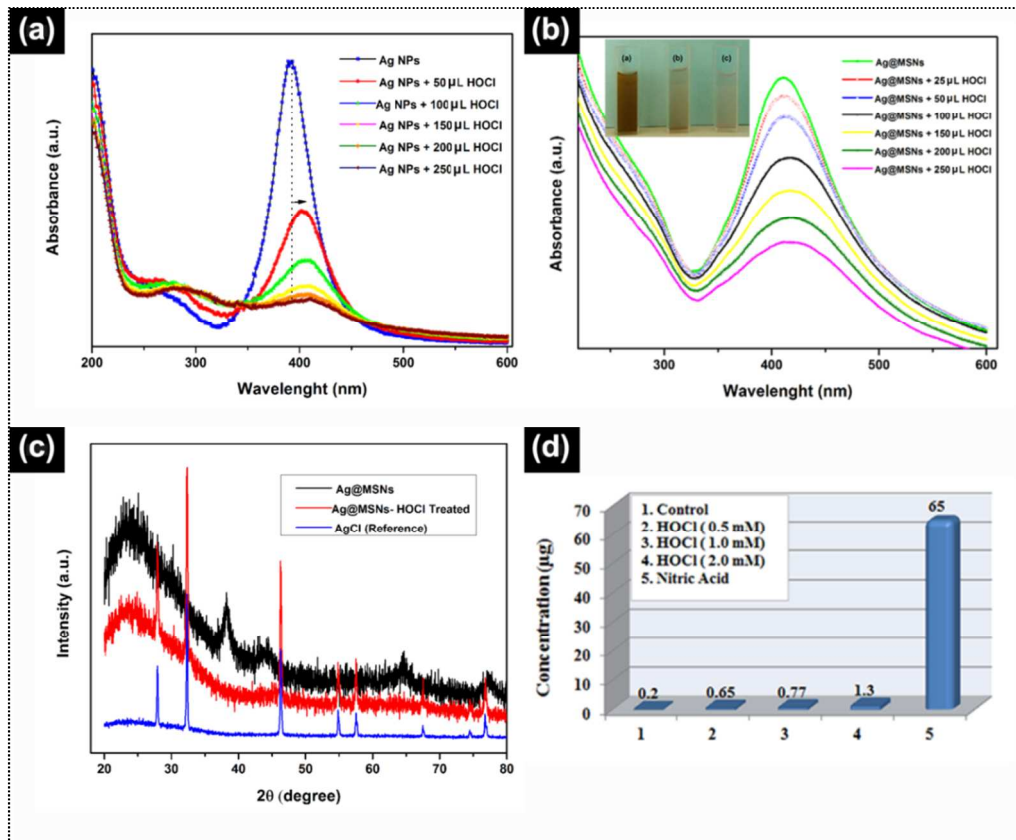 (a)
Ag NPs
Ag NPs + 50 µL HOCl
Ag NPs + 100 µL HOCl
Ag NPs + 150 µL HOCl
Ag NPs + 200 µL HOCl
Ag NPs + 250 µL HOCl
Absorbance (a.u.)
200 300 400 500 600
Wavelenght (nm)
(b)
(a) (b) (c)
Ag@MSNs
Ag@MSNs + 25 µL HOCl
Ag@MSNs + 50 µL HOCl
Ag@MSNs + 100 µL HOCl
Ag@MSNs + 150 µL HOCl
Ag@MSNs + 200 µL HOCl
Ag@MSNs + 250 µL HOCl
Absorbance (a.u.)
300 400 500 600
Wavelenght (nm)
(c)
Ag@MSNs
Ag@MSNs- HOCl Treated
AgCl (Reference)
Intensity (a.u.)
20 30 40 50 60 70 80
2θ (degree)
(d)
Concentration (µg)
70
60
50
40
30
20
10
0
1. Control
2. HOCl ( 0.5 mM)
3. HOCl ( 1.0 mM)
4. HOCl ( 2.0 mM)
5. Nitric Acid
0.2 0.65 0.77 1.3 65
1 2 3 4 5